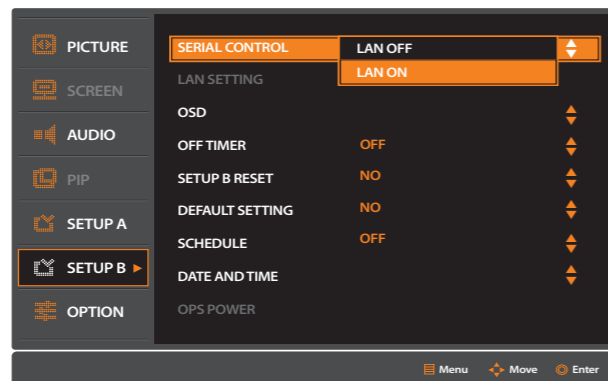 PICTURE
SCREEN
AUDIO
PIP
SETUP A
SETUP B
OPTION
SERIAL CONTROL LAN OFF
LAN ON
LAN SETTING
OSD
OFF TIMER OFF
SETUP B RESET NO
DEFAULT SETTING NO
SCHEDULE OFF
DATE AND TIME
OPS POWER
Menu Move Enter